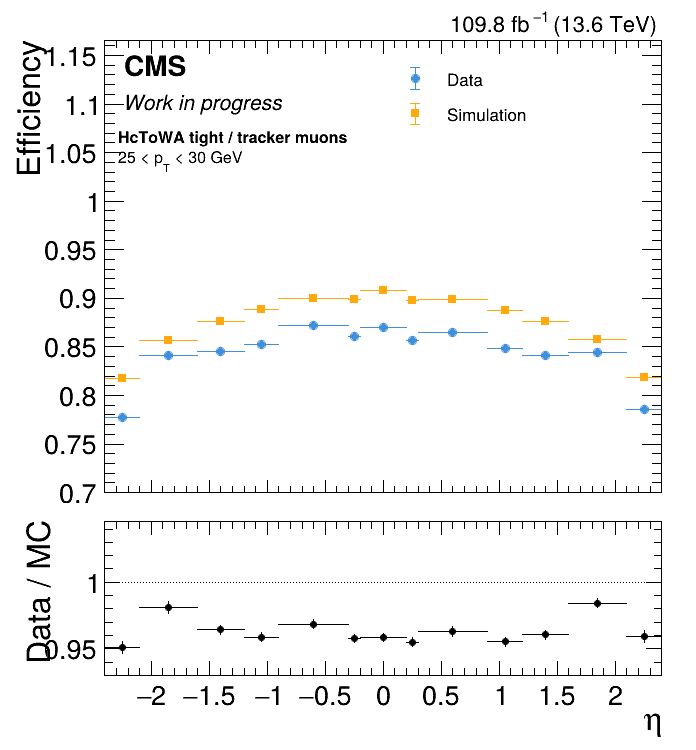 109.8 fb⁻¹ (13.6 TeV)
Efficiency
CMS
Work in progress
HcToWA tight / tracker muons
25 < p_T < 30 GeV
Data
Simulation
1.15
1.1
1.05
1
0.95
0.9
0.85
0.8
0.75
0.7
Data / MC
1
0.95
−2 −1.5 −1 −0.5 0 0.5 1 1.5 2
η